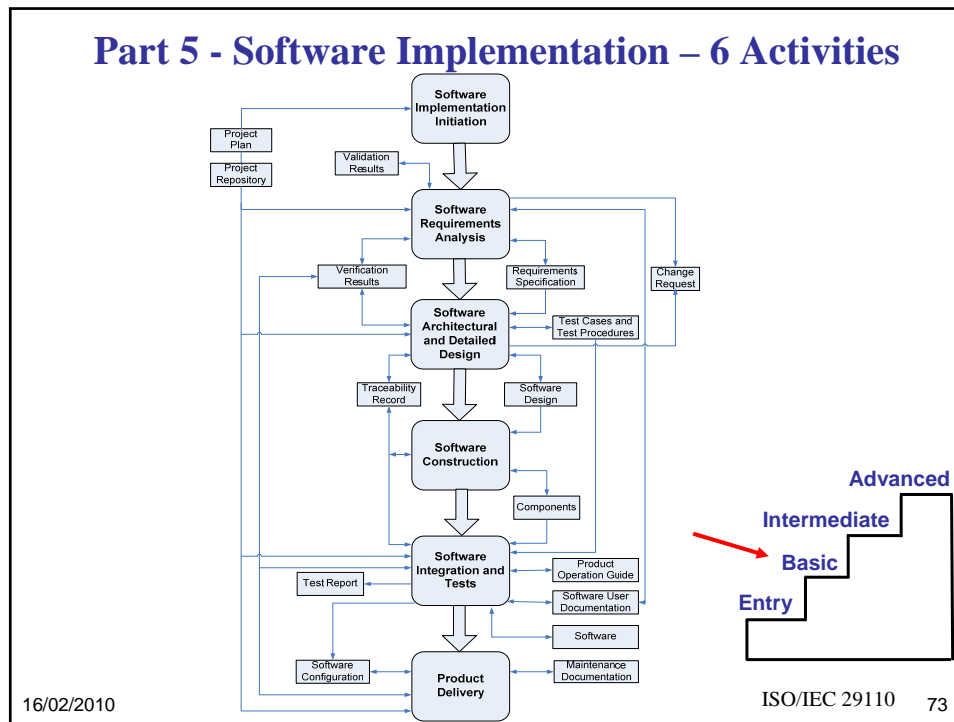 Part 5 - Software Implementation – 6 Activities
Software
Implementation
Initiation
Project
Plan
Project
Repository
Validation
Results
Software
Requirements
Analysis
Verification
Results
Requirements
Specification
Change
Request
Software
Architectural
and Detailed
Design
Test Cases and
Test Procedures
Traceability
Record
Software
Design
Software
Construction
Components
Software
Integration and
Tests
Test Report
Product
Operation Guide
Software User
Documentation
Software
Software
Configuration
Product
Delivery
Maintenance
Documentation
Advanced
Intermediate
Basic
Entry
16/02/2010
ISO/IEC 29110
73